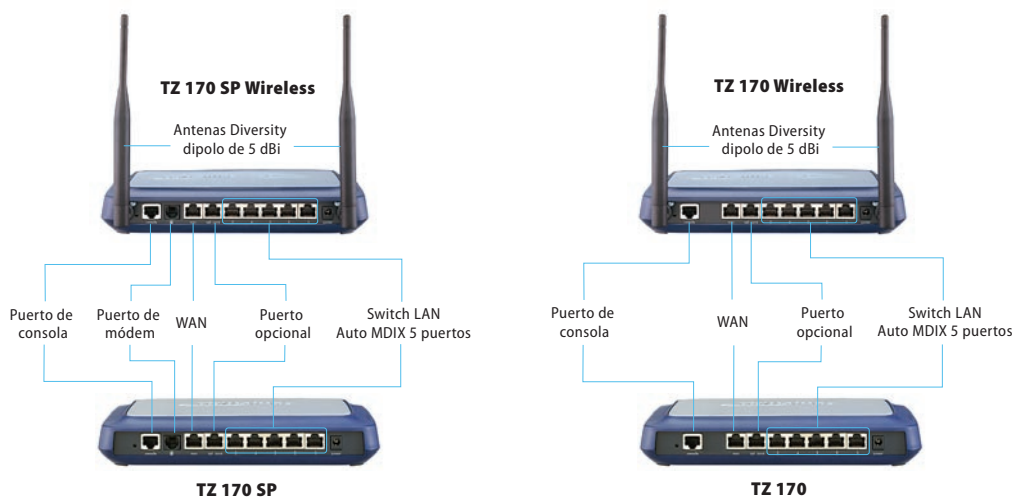 TZ 170 SP Wireless
Antenas Diversity
dipolo de 5 dBi
Puerto de
consola
Puerto de
módem
WAN
Puerto
opcional
Switch LAN
Auto MDIX 5 puertos
TZ 170 SP
TZ 170 Wireless
Antenas Diversity
dipolo de 5 dBi
Puerto de
consola
WAN
Puerto
opcional
Switch LAN
Auto MDIX 5 puertos
TZ 170